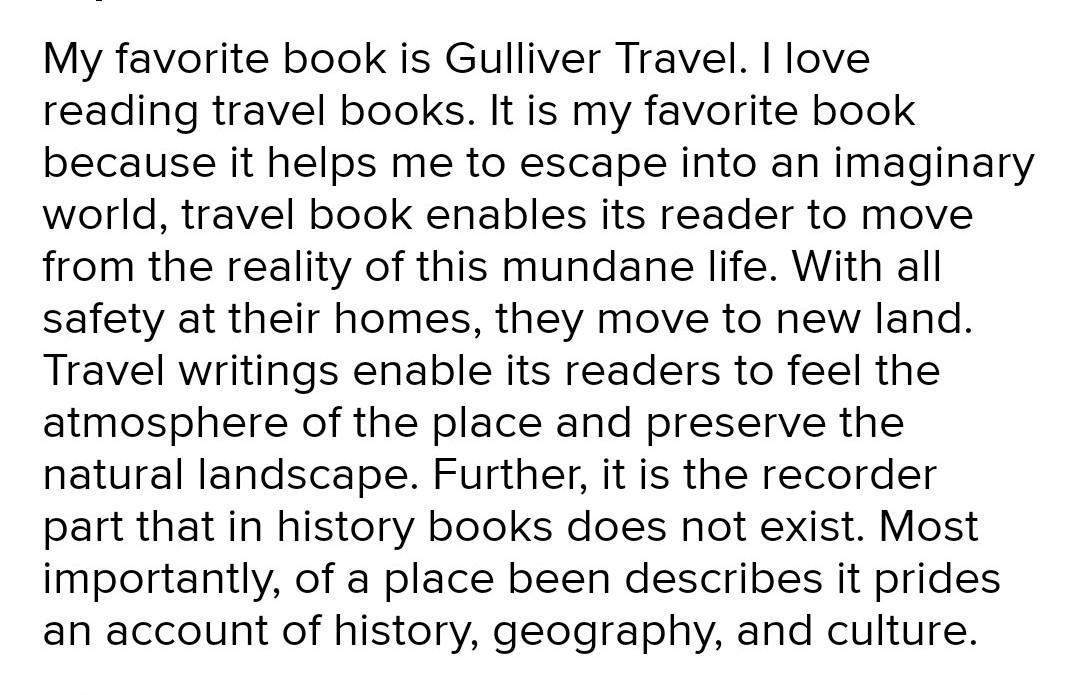 My favorite book is Gulliver Travel. I love
reading travel books. It is my favorite book
because it helps me to escape into an imaginary
world, travel book enables its reader to move
from the reality of this mundane life. With all
safety at their homes, they move to new land.
Travel writings enable its readers to feel the
atmosphere of the place and preserve the
natural landscape. Further, it is the recorder
part that in history books does not exist. Most
importantly, of a place been describes it prides
an account of history, geography, and culture.